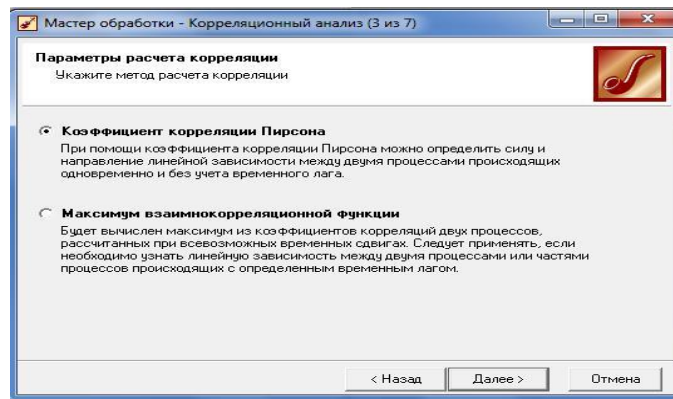 Мастер обработки - Корреляционный анализ (3 из 7)
Параметры расчета корреляции
Укажите метод расчета корреляции
Коэффициент корреляции Пирсона
При помощи коэффициента корреляции Пирсона можно определить силу и
направление линейной зависимости между двумя процессами происходящих
одновременно и без учета временного лага.
Максимум взаимнокорреляционной функции
Будет вычислен максимум из коэффициентов корреляций двух процессов,
рассчитанных при всевозможных временных сдвигах. Следует применять, если
необходимо узнать линейную зависимость между двумя процессами или частями
процессов происходящих с определенным временным лагом.
< Назад Далее > Отмена